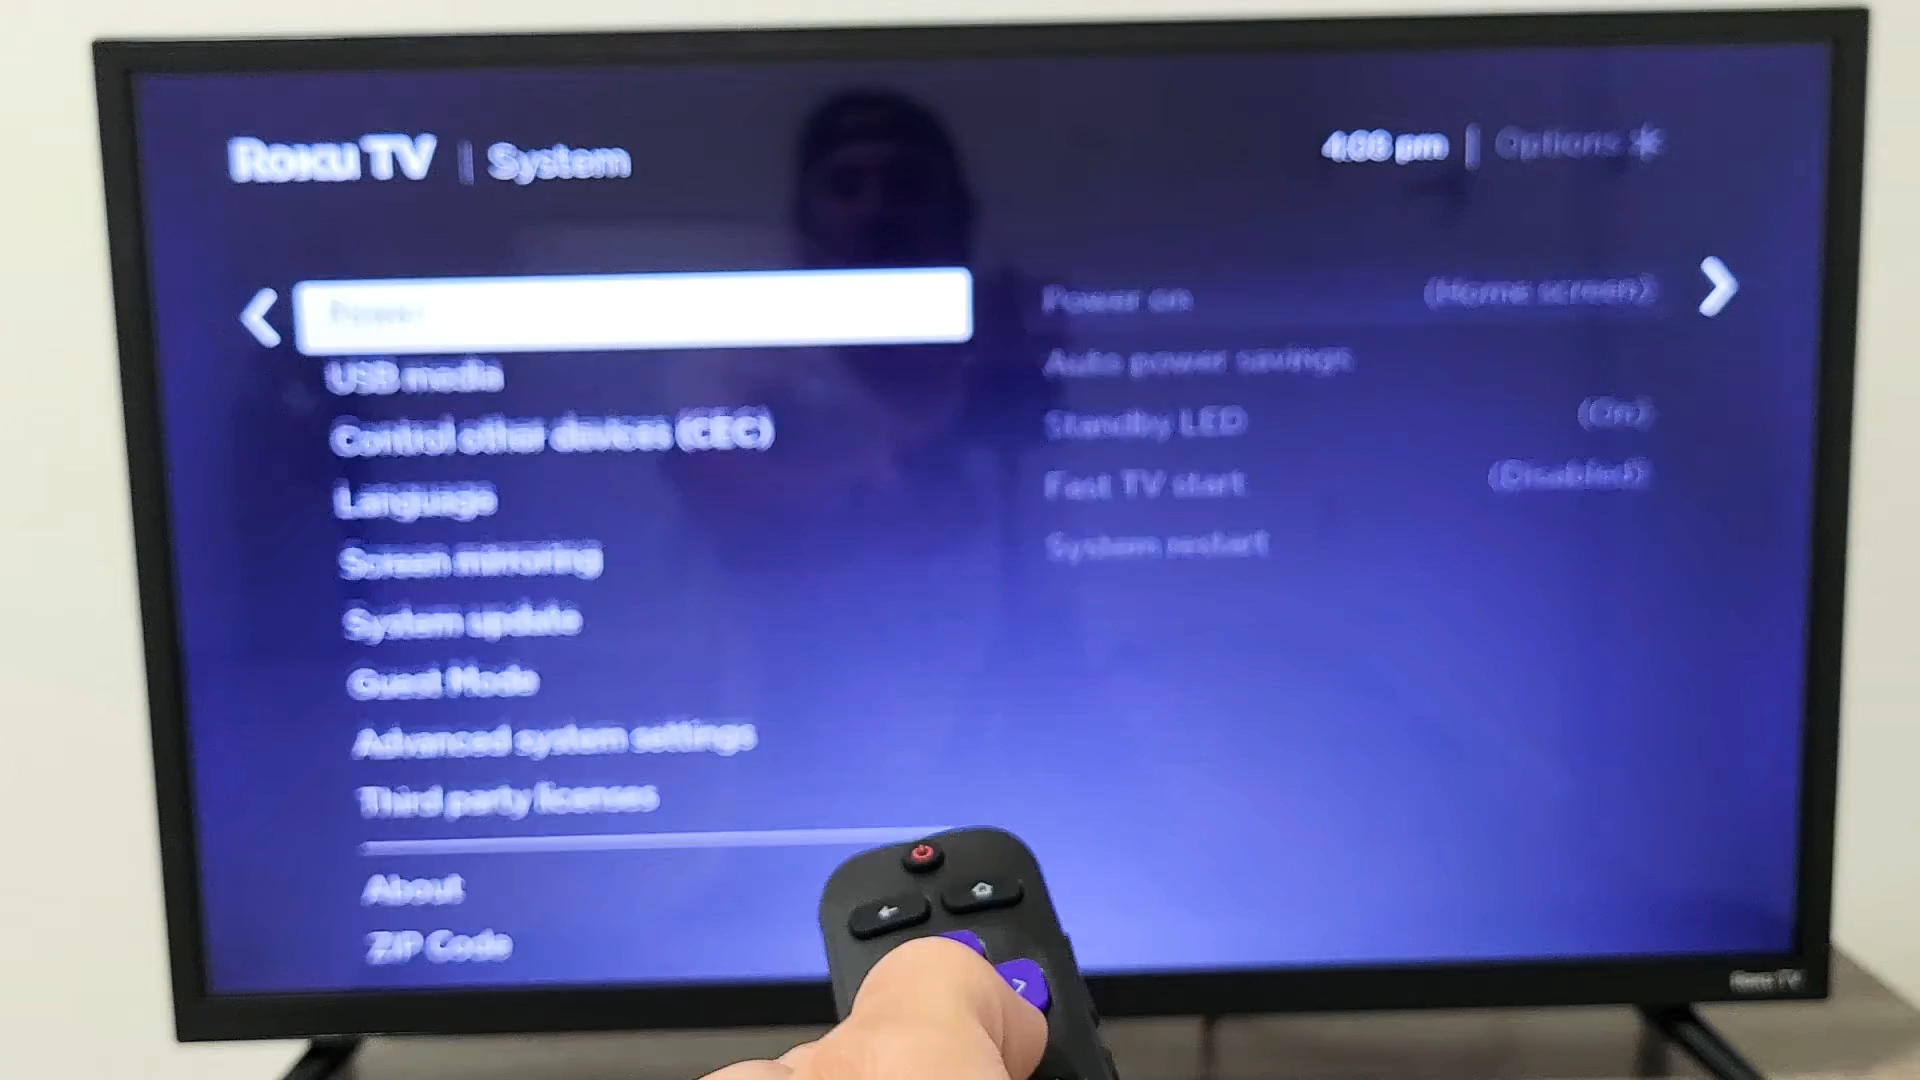 Roku TV | System
4:08 pm | Options
Power
USB media
Control other devices (CEC)
Language
Screen mirroring
System update
Guest Mode
Advanced system settings
Third party licenses
About
ZIP Code
Power on (Home screen)
Auto power savings
Standby LED (On)
Fast TV start (Disabled)
System restart
Roku TV